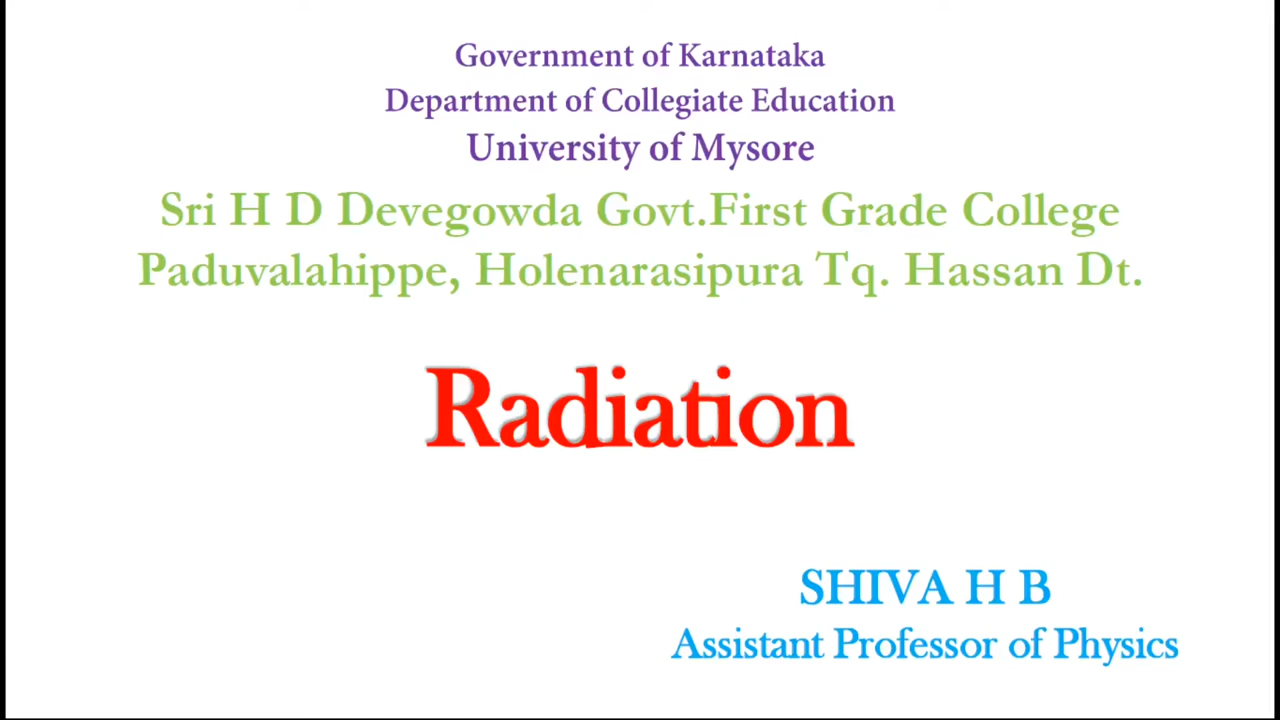 Government of Karnataka
Department of Collegiate Education
University of Mysore
Sri H D Devegowda Govt.First Grade College
Paduvalahippe, Holenarasipura Tq. Hassan Dt.
Radiation
SHIVA H B
Assistant Professor of Physics